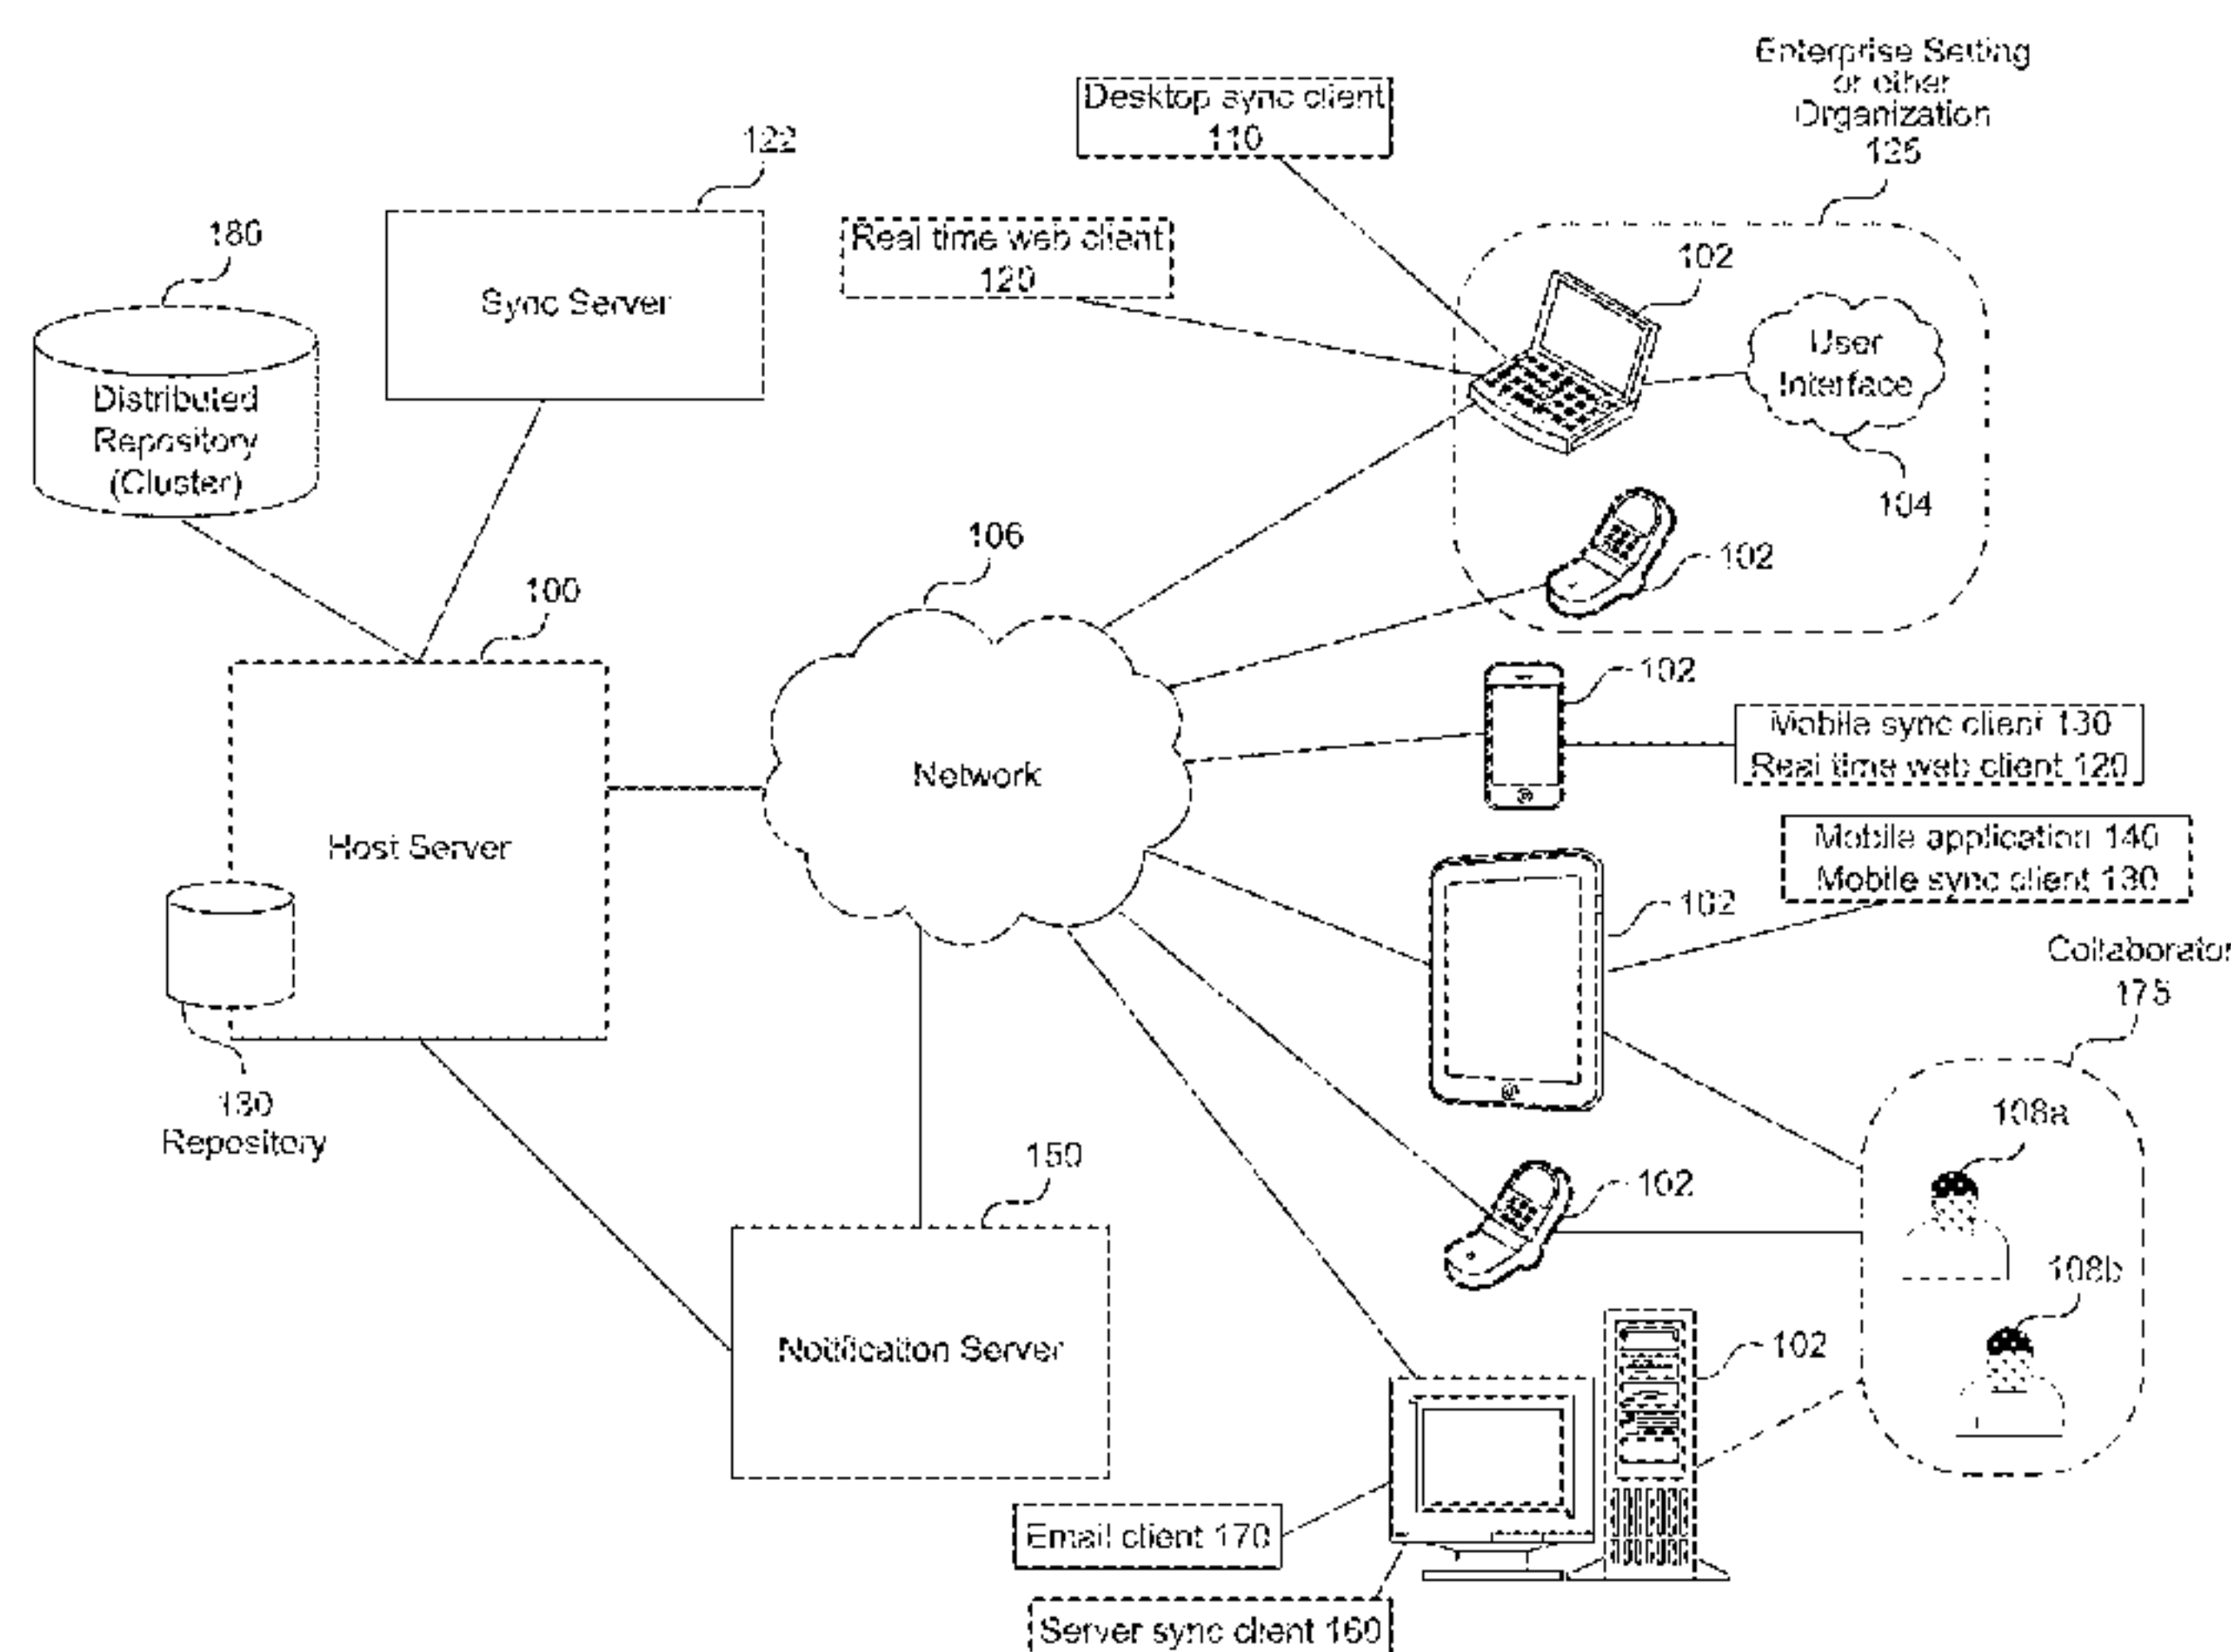 Enterprise Setting
or other
Organization
125
Desktop sync client
110
122
Real time web client
120
180
102
Sync Server
User
Interface
Distributed
Repository
(Cluster)
104
106
102
100
102
Mobile sync client 130
Real time web client 120
Network
Host Server
Mobile application 140
Mobile sync client 130
102
Collaborator
175
130
Repository
108a
150
102
108b
Notification Server
102
Email client 170
Server sync client 160